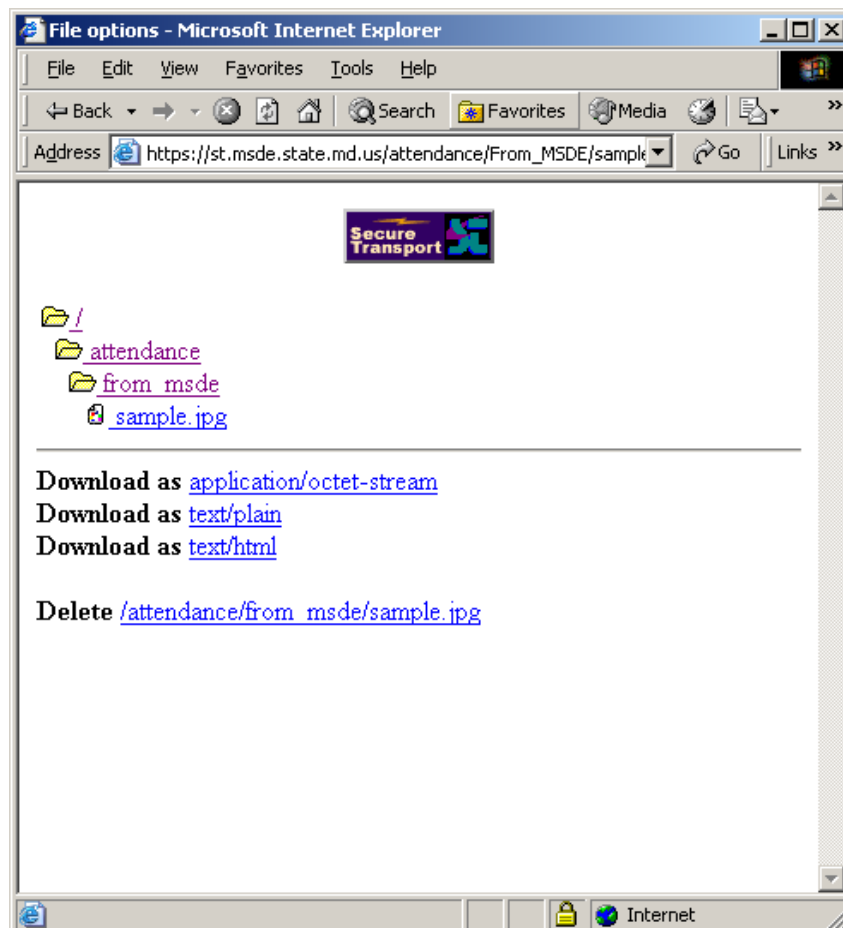 File options - Microsoft Internet Explorer
File Edit View Favorites Tools Help
Back Search Favorites Media »
Address https://st.msde.state.md.us/attendance/From_MSDE/sample Go Links »
Secure
Transport
/
attendance
from_msde
sample.jpg
Download as application/octet-stream
Download as text/plain
Download as text/html
Delete /attendance/from_msde/sample.jpg
Internet